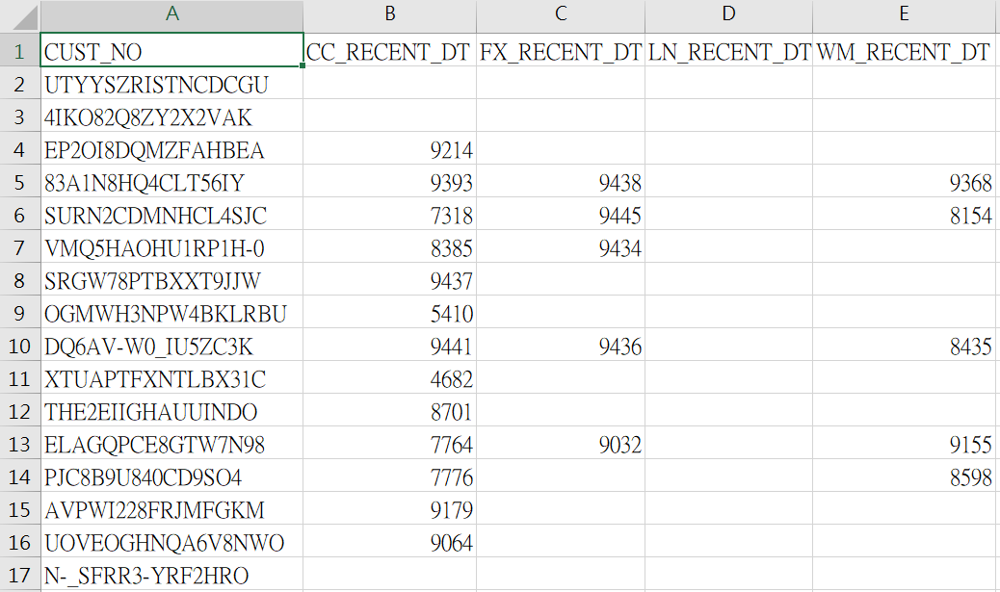 A B C D E
1 CUST_NO CC_RECENT_DT FX_RECENT_DT LN_RECENT_DT WM_RECENT_DT
2 UTYYSZRISTNCDCGU
3 4IKO82Q8ZY2X2VAK
4 EP2OI8DQMZFAHBEA 9214
5 83A1N8HQ4CLT56IY 9393 9438 9368
6 SURN2CDMNHCL4SJC 7318 9445 8154
7 VMQ5HAOHU1RP1H-0 8385 9434
8 SRGW78PTBXXT9JJW 9437
9 OGMWH3NPW4BKLRBU 5410
10 DQ6AV-W0_IU5ZC3K 9441 9436 8435
11 XTUAPTFXNTLBX31C 4682
12 THE2EIIGHAUUINDO 8701
13 ELAGQPCE8GTW7N98 7764 9032 9155
14 PJC8B9U840CD9SO4 7776 8598
15 AVPWI228FRJMFGKM 9179
16 UOVEOGHNQA6V8NWO 9064
17 N-_SFRR3-YRF2HRO